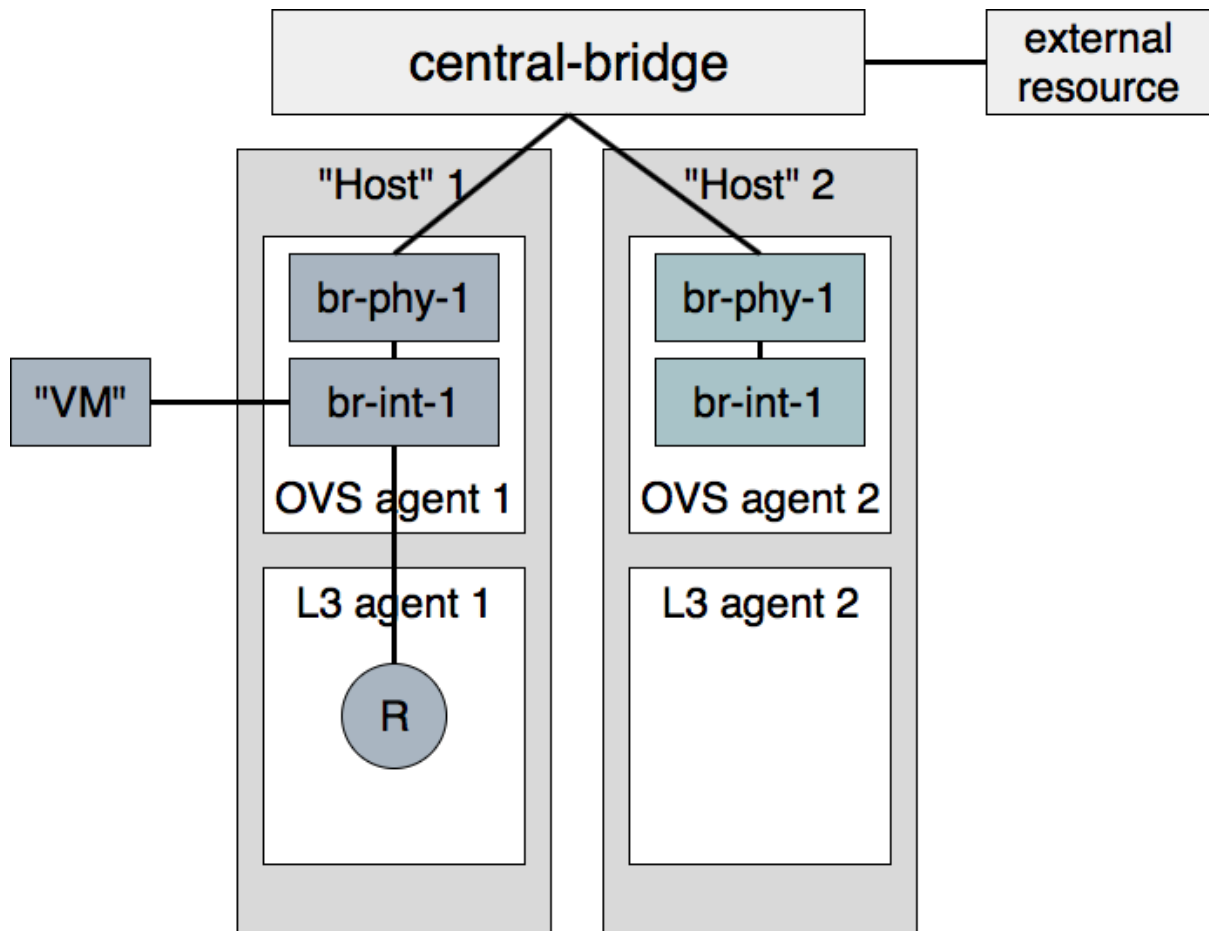 central-bridge
external
resource
"Host" 1
"Host" 2
br-phy-1
br-phy-1
"VM"
br-int-1
br-int-1
OVS agent 1
OVS agent 2
L3 agent 1
L3 agent 2
R